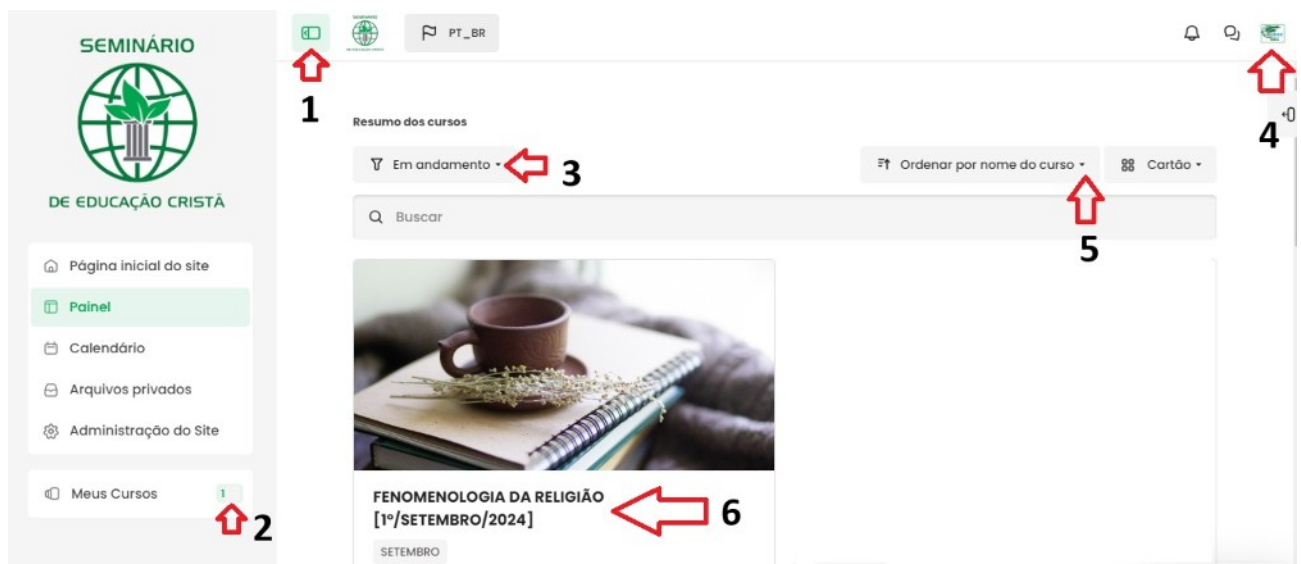 SEMINÁRIO
DE EDUCAÇÃO CRISTÃ
Página inicial do site
Painel
Calendário
Arquivos privados
Administração do Site
Meus Cursos 1
2
PT_BR
1
4
Resumo dos cursos
Em andamento
3
Ordenar por nome do curso
Cartão
5
Buscar
FENOMENOLOGIA DA RELIGIÃO
[1º/SETEMBRO/2024]
6
SETEMBRO